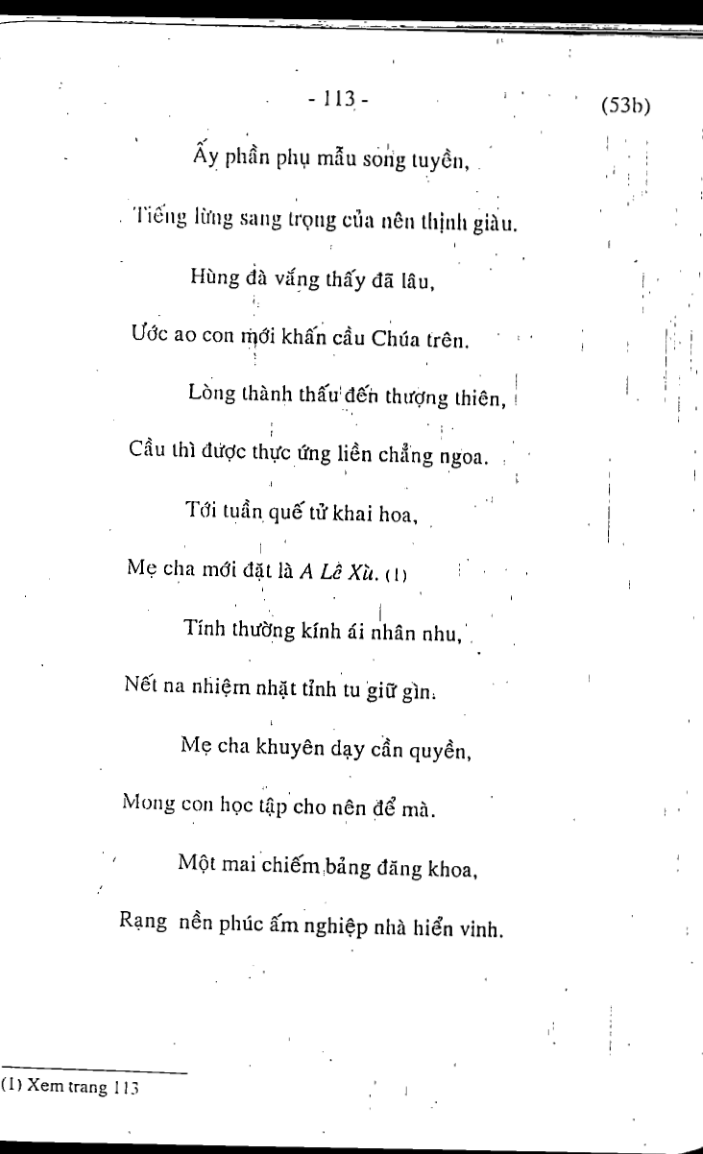 - 113 -
(53b)
Ấy phần phụ mẫu song tuyền,
Tiếng lừng sang trọng của nên thịnh giàu.
Hùng đà vắng thấy đã lâu,
Ước ao con mới khấn cầu Chúa trên.
Lòng thành thấu đến thượng thiên,
Cầu thì được thực ứng liền chẳng ngoa.
Tới tuần quế tử khai hoa,
Mẹ cha mới đặt là A Lê Xù. (1)
Tính thường kính ái nhân nhu,
Nết na nhiệm nhặt tỉnh tu giữ gìn.
Mẹ cha khuyên dạy cần quyền,
Mong con học tập cho nên để mà.
Một mai chiếm bảng đăng khoa,
Rạng nền phúc ấm nghiệp nhà hiển vinh.
(1) Xem trang 113